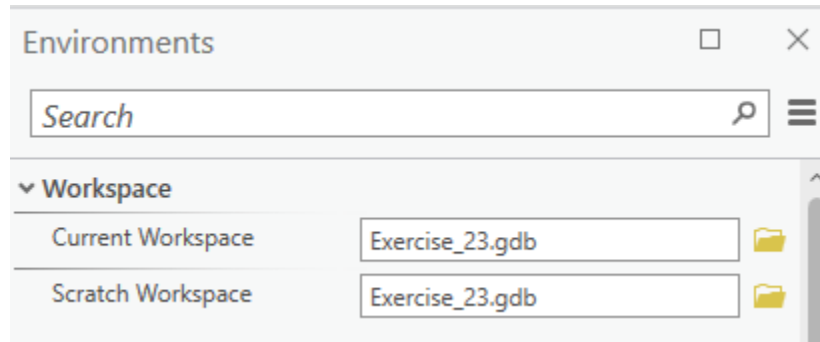 Environments
Search
Workspace
Current Workspace Exercise_23.gdb
Scratch Workspace Exercise_23.gdb